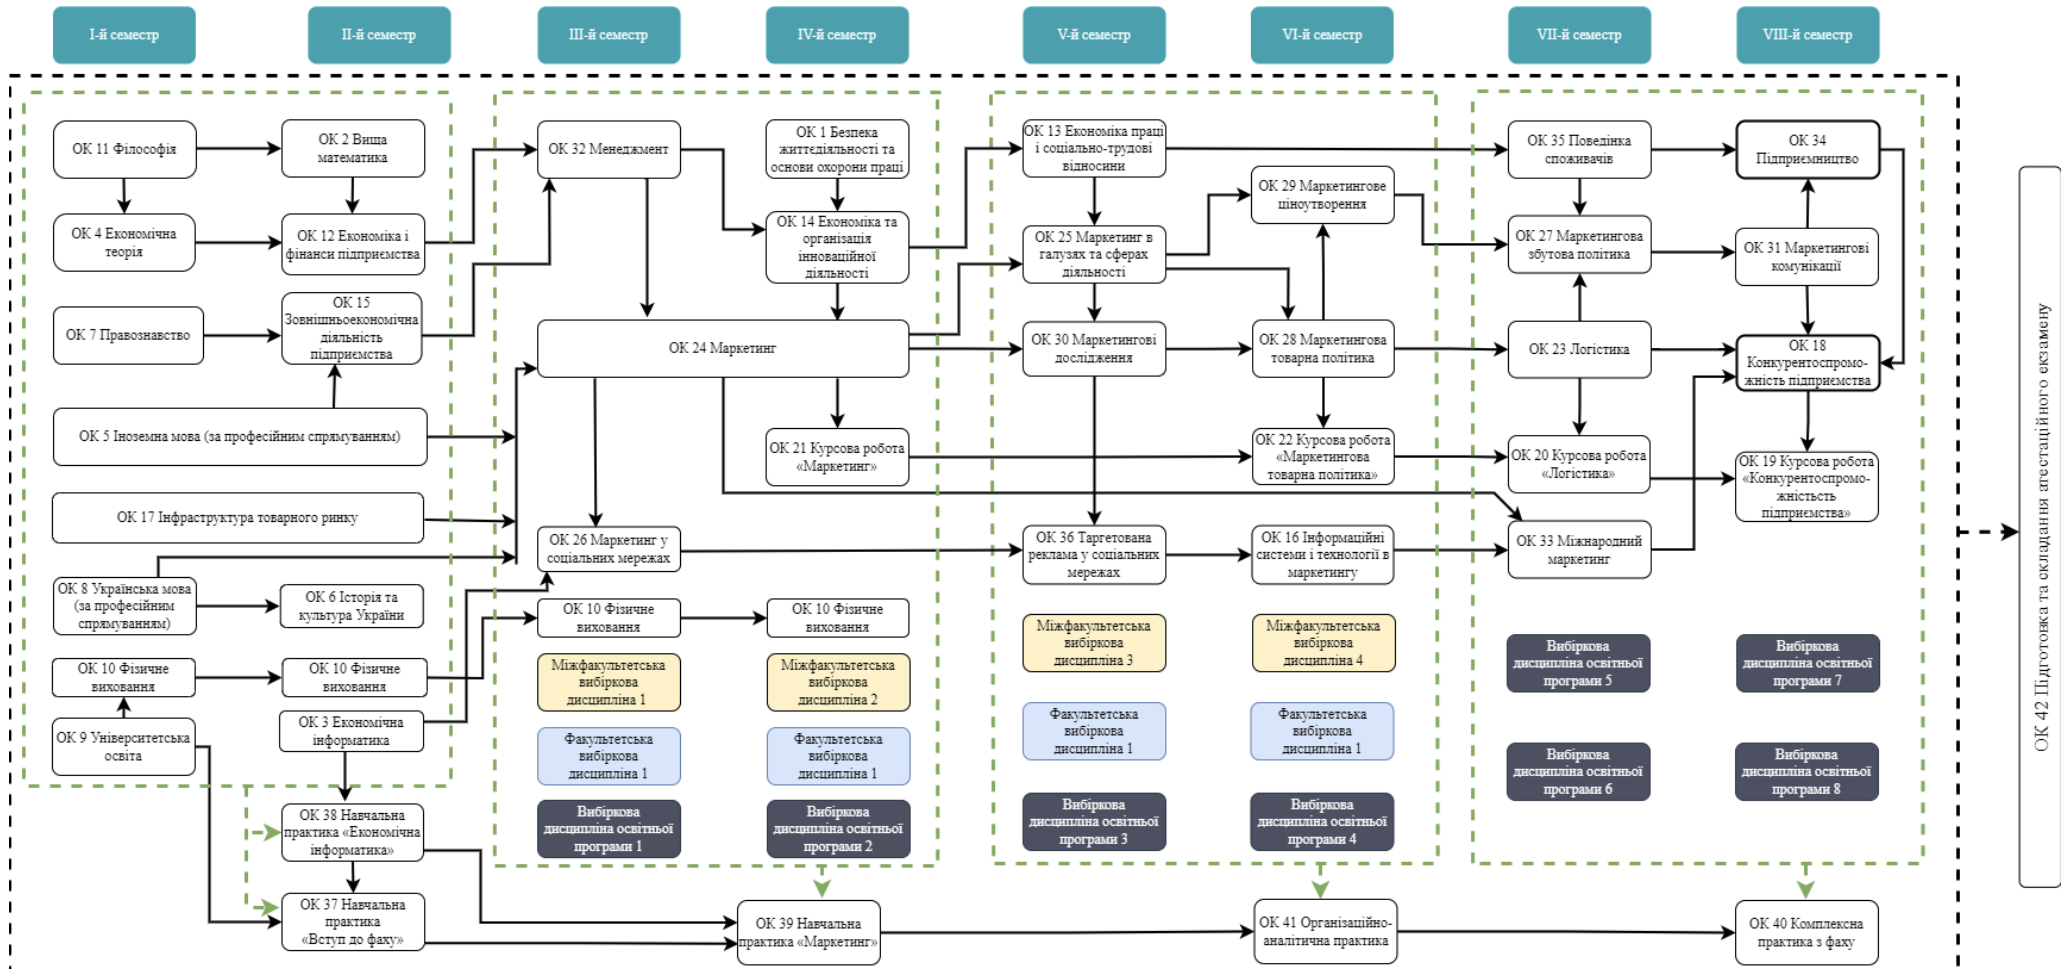 I-й семестр
II-й семестр
III-й семестр
IV-й семестр
V-й семестр
VI-й семестр
VII-й семестр
VIII-й семестр
ОК 11 Філософія
ОК 4 Економічна
теорія
ОК 7 Правознавство
ОК 5 Іноземна мова (за професійним спрямуванням)
ОК 17 Інфраструктура товарного ринку
ОК 8 Українська мова
(за професійним
спрямуванням)
ОК 10 Фізичне
виховання
ОК 9 Університетська
освіта
ОК 2 Вища
математика
ОК 12 Економіка і
фінанси підприємства
ОК 15
Зовнішньоекономічна
діяльність
підприємства
ОК 6 Історія та
культура України
ОК 10 Фізичне
виховання
ОК 3 Економічна
інформатика
ОК 38 Навчальна
практика «Економічна
інформатика»
ОК 37 Навчальна
практика
«Вступ до фаху»
ОК 32 Менеджмент
ОК 24 Маркетинг
ОК 26 Маркетинг у
соціальних мережах
ОК 10 Фізичне
виховання
Міжфакультетська
вибіркова
дисципліна 1
Факультетська
вибіркова
дисципліна 1
Вибіркова
дисципліна освітньої
програми 1
ОК 1 Безпека
життєдіяльності та
основи охорони праці
ОК 14 Економіка та
організація
інноваційної
діяльності
ОК 21 Курсова робота
«Маркетинг»
ОК 10 Фізичне
виховання
Міжфакультетська
вибіркова
дисципліна 2
Факультетська
вибіркова
дисципліна 1
Вибіркова
дисципліна освітньої
програми 2
ОК 39 Навчальна
практика «Маркетинг»
ОК 13 Економіка праці
і соціально-трудові
відносини
ОК 25 Маркетинг в
галузях та сферах
діяльності
ОК 30 Маркетингові
дослідження
ОК 36 Таргетована
реклама у соціальних
мережах
Міжфакультетська
вибіркова
дисципліна 3
Факультетська
вибіркова
дисципліна 1
Вибіркова
дисципліна освітньої
програми 3
ОК 29 Маркетингове
ціноутворення
ОК 28 Маркетингова
товарна політика
ОК 22 Курсова робота
«Маркетингова
товарна політика»
ОК 16 Інформаційні
системи і технології в
маркетингу
Міжфакультетська
вибіркова
дисципліна 4
Факультетська
вибіркова
дисципліна 1
Вибіркова
дисципліна освітньої
програми 4
ОК 41 Організаційно-
аналітична практика
ОК 35 Поведінка
споживачів
ОК 27 Маркетингова
збутова політика
ОК 23 Логістика
ОК 20 Курсова робота
«Логістика»
ОК 33 Міжнародний
маркетинг
Вибіркова
дисципліна освітньої
програми 5
Вибіркова
дисципліна освітньої
програми 6
ОК 34
Підприємництво
ОК 31 Маркетингові
комунікації
ОК 18
Конкурентоспромо-
жність підприємства
ОК 19 Курсова робота
«Конкурентоспромо-
жністьсть
підприємства»
Вибіркова
дисципліна освітньої
програми 7
Вибіркова
дисципліна освітньої
програми 8
ОК 40 Комплексна
практика з фаху
ОК 42 Підготовка та складання атестаційного екзамену